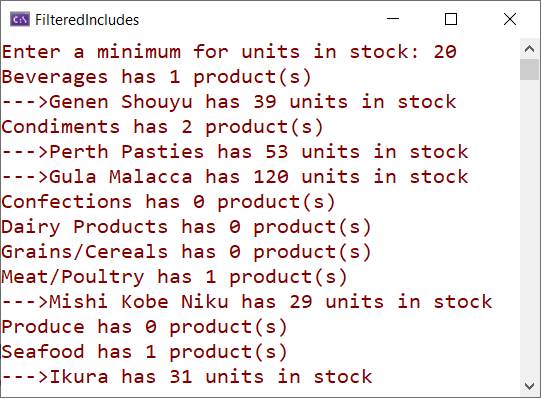 C:\
FilteredIncludes
Enter a minimum for units in stock: 20
Beverages has 1 product(s)
--->Genen Shouyu has 39 units in stock
Condiments has 2 product(s)
--->Perth Pasties has 53 units in stock
--->Gula Malacca has 120 units in stock
Confections has 0 product(s)
Dairy Products has 0 product(s)
Grains/Cereals has 0 product(s)
Meat/Poultry has 1 product(s)
--->Mishi Kobe Niku has 29 units in stock
Produce has 0 product(s)
Seafood has 1 product(s)
--->Ikura has 31 units in stock